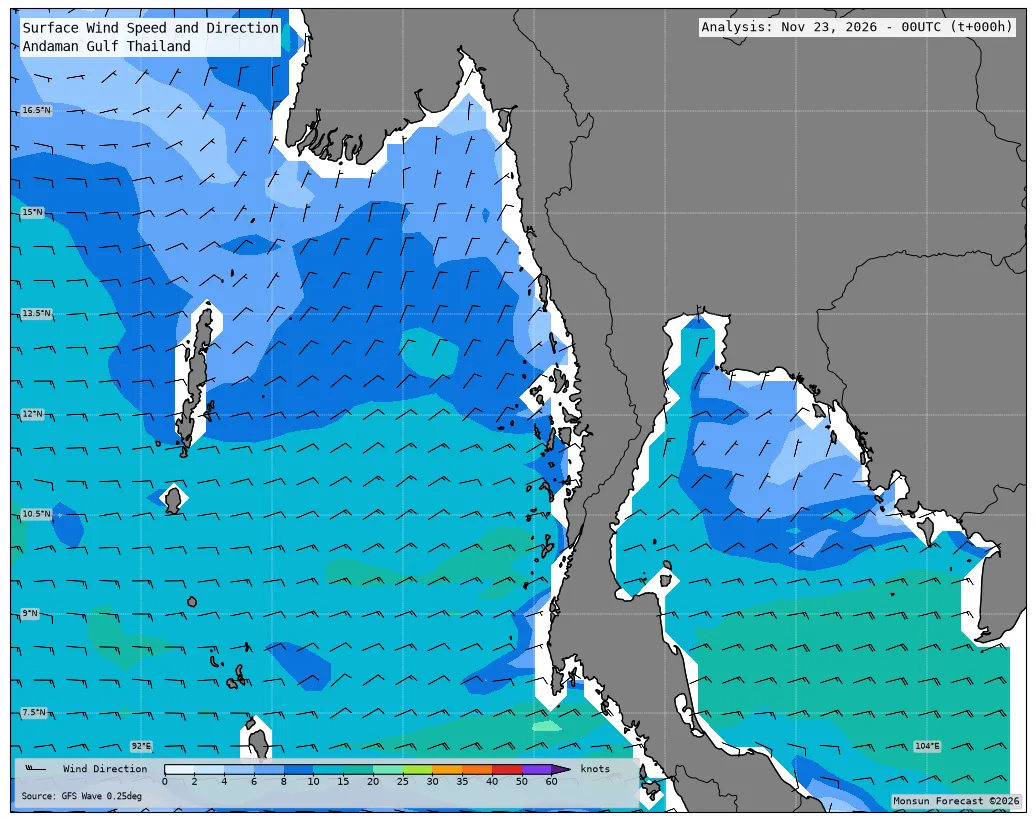 Surface Wind Speed and Direction
Andaman Gulf Thailand
Analysis: Nov 23, 2026 - 00UTC (t+000h)
16.5°N
15°N
13.5°N
12°N
10.5°N
9°N
7.5°N
92°E
104°E
Wind Direction
knots
0 2 4 6 8 10 15 20 25 30 35 40 50 60
Source: GFS Wave 0.25deg
Monsun Forecast ©2026